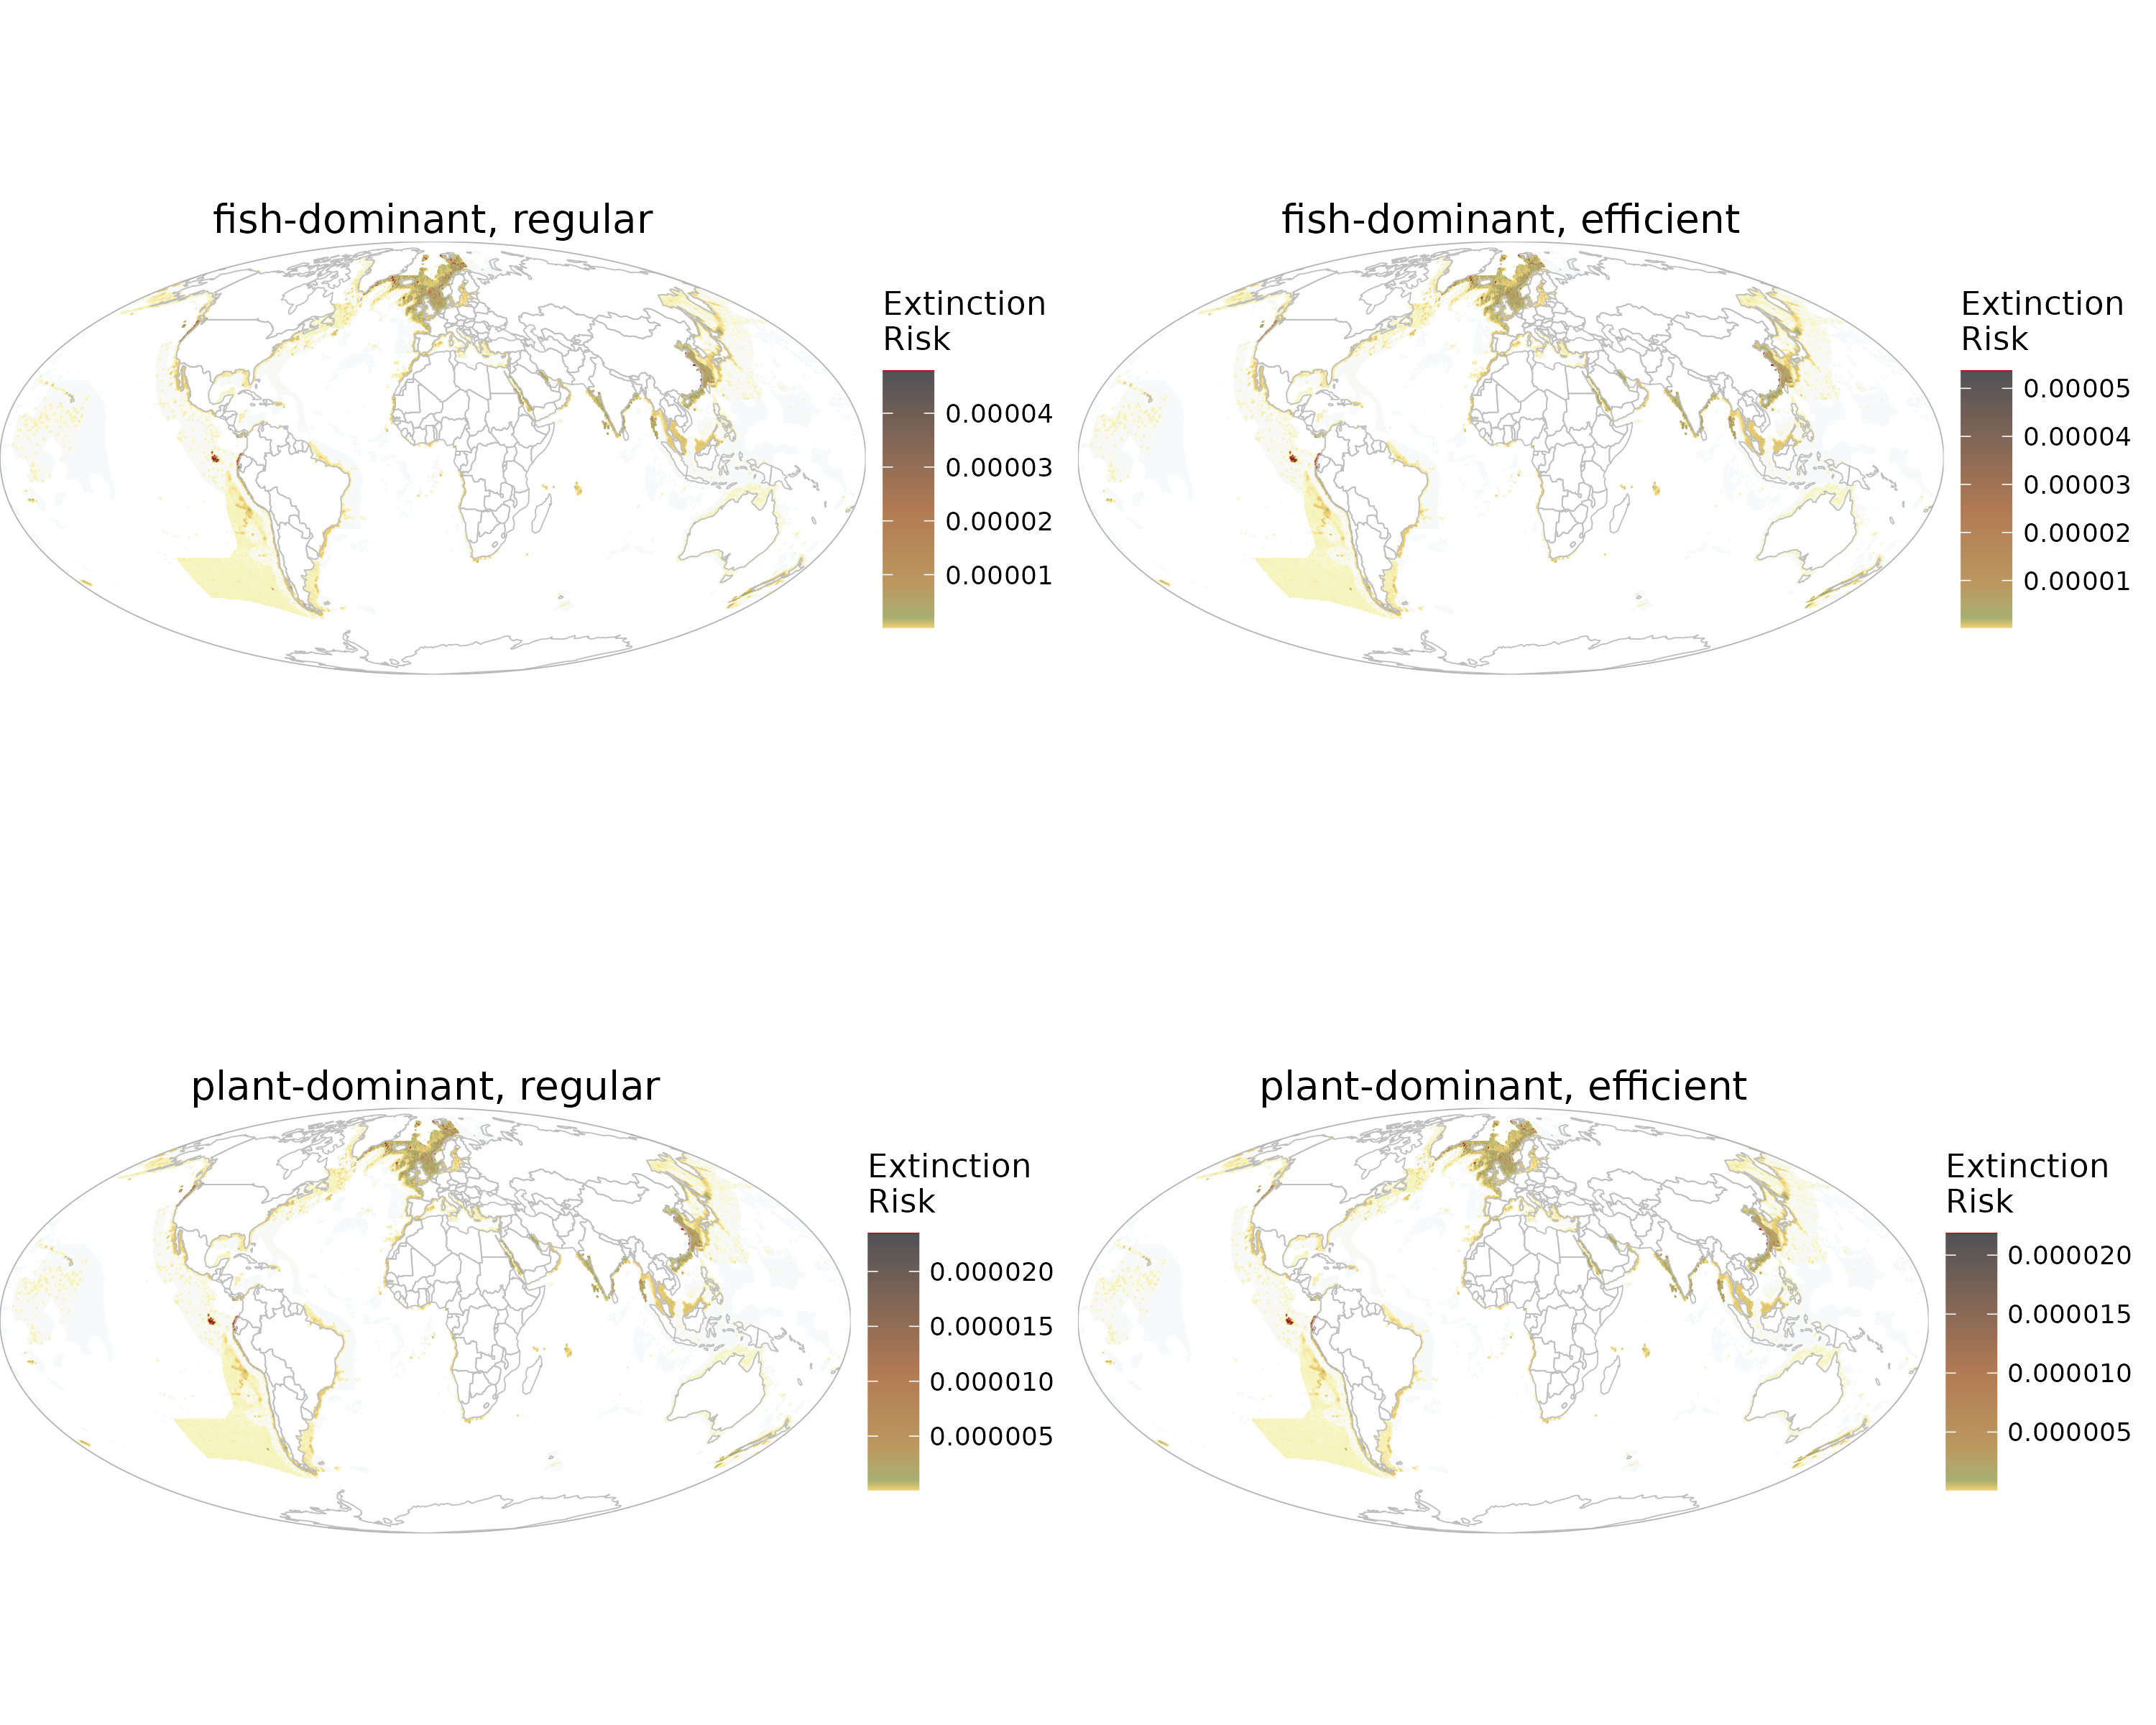 fish-dominant, regular
Extinction
Risk
0.00004
0.00003
0.00002
0.00001
fish-dominant, efficient
Extinction
Risk
0.00005
0.00004
0.00003
0.00002
0.00001
plant-dominant, regular
Extinction
Risk
0.000020
0.000015
0.000010
0.000005
plant-dominant, efficient
Extinction
Risk
0.000020
0.000015
0.000010
0.000005